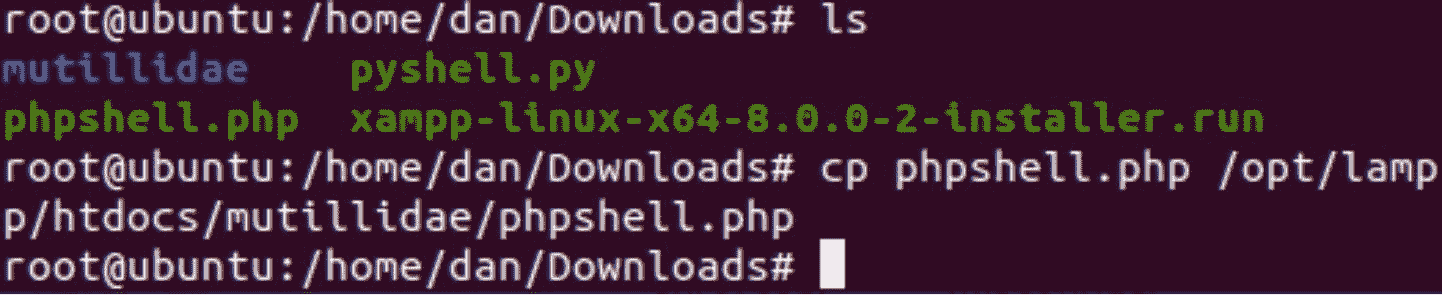 root@ubuntu:/home/dan/Downloads# ls
mutillidae    pyshell.py
phpshell.php  xampp-linux-x64-8.0.0-2-installer.run
root@ubuntu:/home/dan/Downloads# cp phpshell.php /opt/lamp
p/htdocs/mutillidae/phpshell.php
root@ubuntu:/home/dan/Downloads#